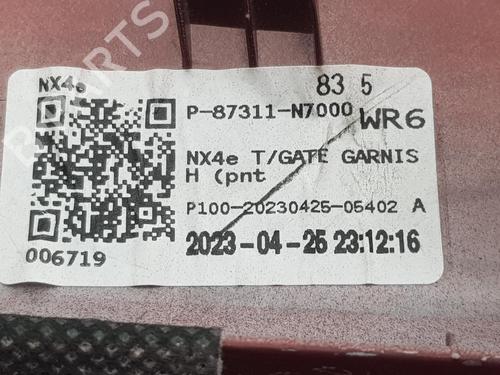 NX4e
83 5
P-87311-N7000
WR6
NX4e T/GATE GARNIS
H (pnt
P100-20230425-05402 A
2023-04-25 23:12:16
006719
PARTS